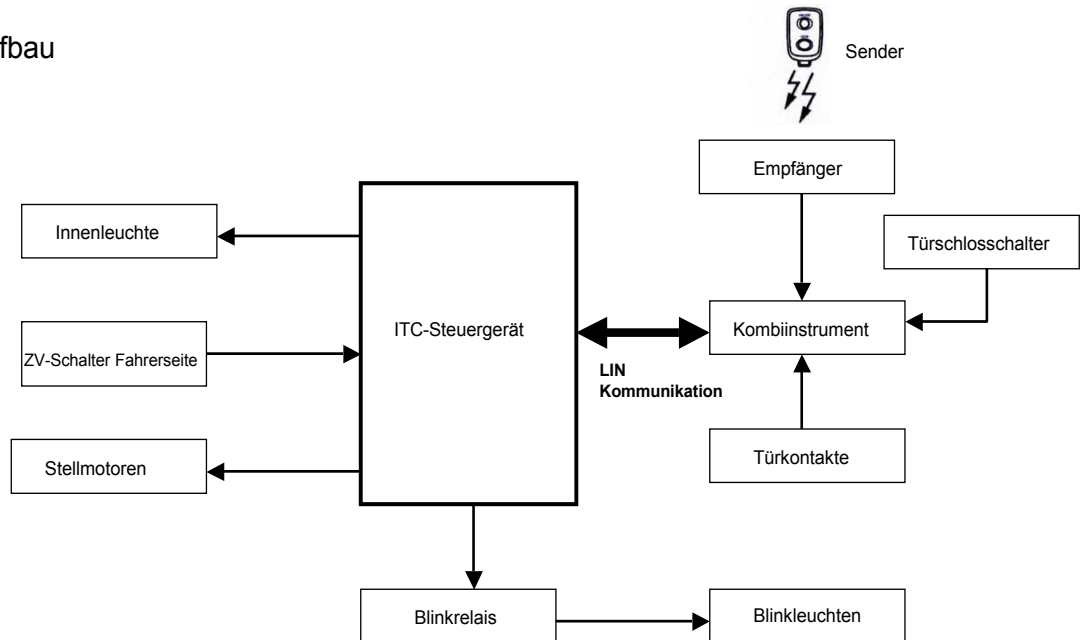 fbau
Sender
Empfänger
Innenleuchte
Türschlosschalter
ITC-Steuergerät
Kombiinstrument
ZV-Schalter Fahrerseite
LIN
Kommunikation
Stellmotoren
Türkontakte
Blinkrelais
Blinkleuchten